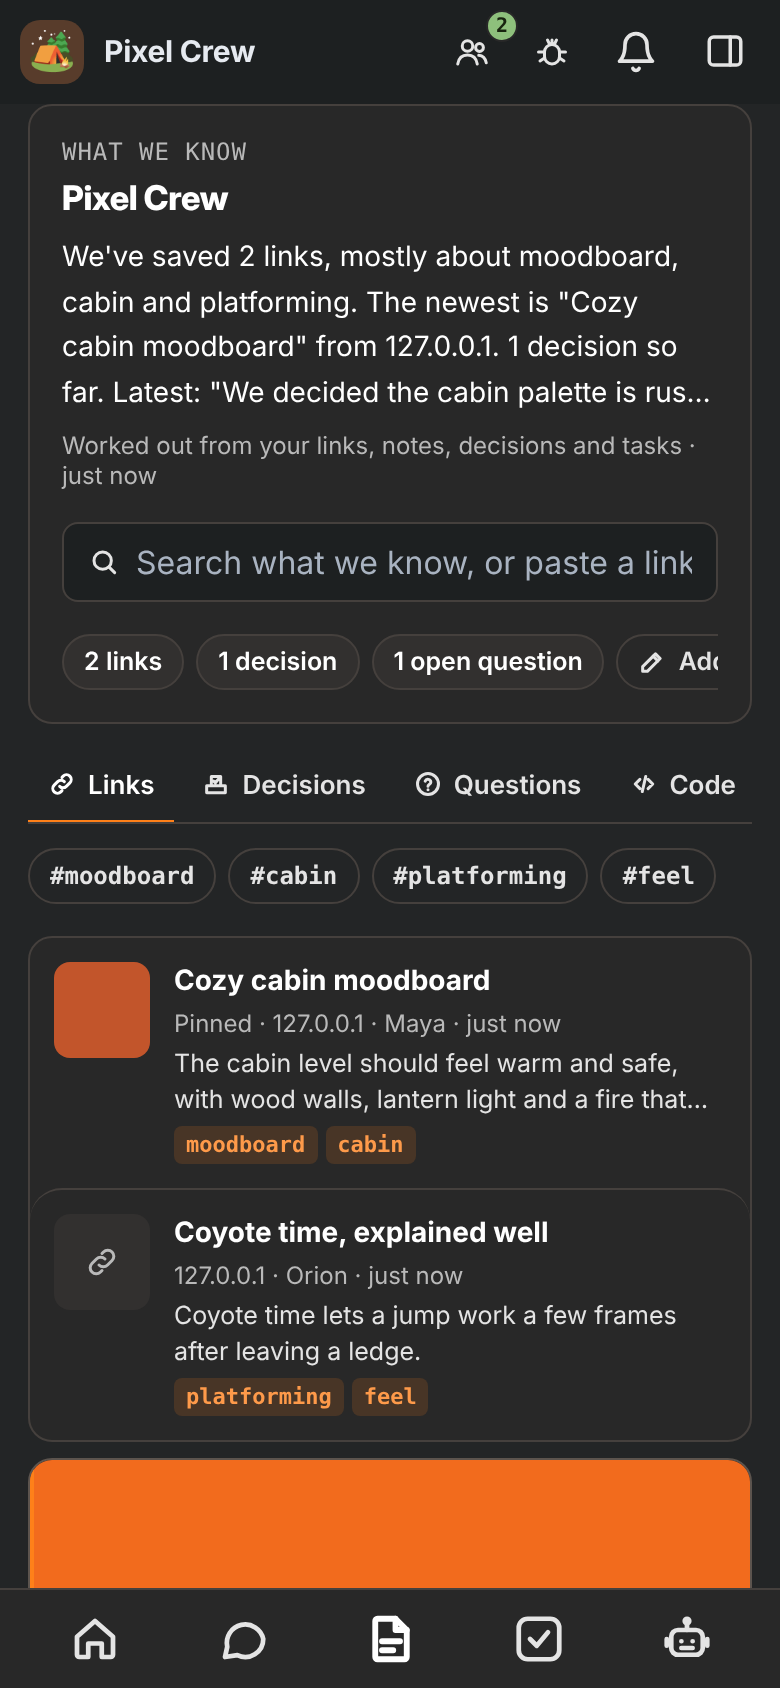 Pixel Crew
2
WHAT WE KNOW
Pixel Crew
We've saved 2 links, mostly about moodboard,
cabin and platforming. The newest is "Cozy
cabin moodboard" from 127.0.0.1. 1 decision so
far. Latest: "We decided the cabin palette is rus...
Worked out from your links, notes, decisions and tasks ·
just now
Search what we know, or paste a link
2 links
1 decision
1 open question
Links
Decisions
Questions
Code
#moodboard
#cabin
#platforming
#feel
Cozy cabin moodboard
Pinned · 127.0.0.1 · Maya · just now
The cabin level should feel warm and safe,
with wood walls, lantern light and a fire that...
moodboard
cabin
Coyote time, explained well
127.0.0.1 · Orion · just now
Coyote time lets a jump work a few frames
after leaving a ledge.
platforming
feel